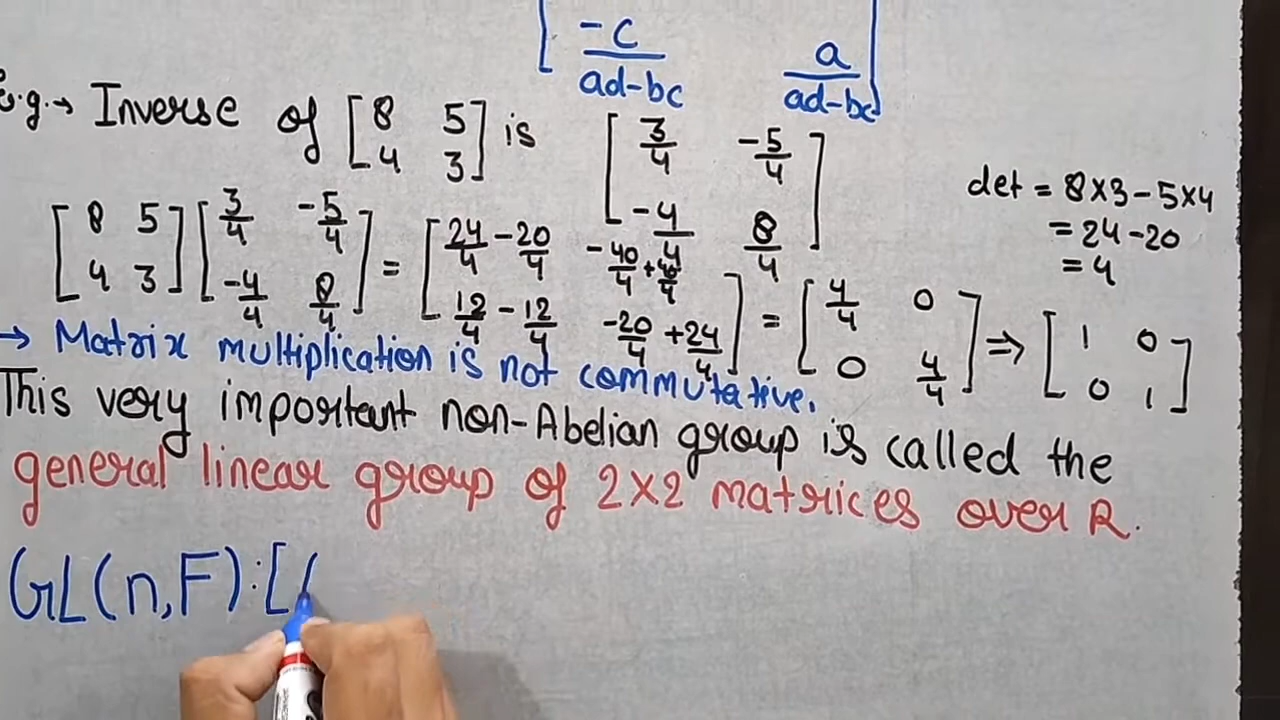 -c/ad-bc a/ad-bc
e.g.→ Inverse of [8 5; 4 3] is [3/4 -5/4; -4/4 8/4]
det = 8×3-5×4
= 24-20
= 4
[8 5; 4 3] [3/4 -5/4; -4/4 8/4] = [24/4-20/4 -40/4+40/4; 12/4-12/4 -20/4+24/4] = [4/4 0; 0 4/4] ⇒ [1 0; 0 1]
→ Matrix multiplication is not commutative.
This very important non-Abelian group is called the
general linear group of 2×2 matrices over R.
GL(n,F):[(